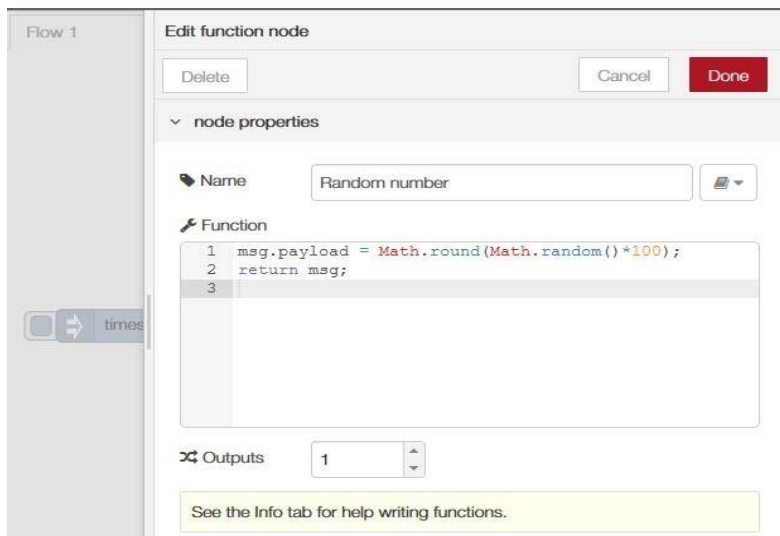 Flow 1
Edit function node
Delete
Cancel
Done
node properties
Name
Random number
Function
1 msg.payload = Math.round(Math.random()*100);
2 return msg;
3
times
Outputs
1
See the Info tab for help writing functions.